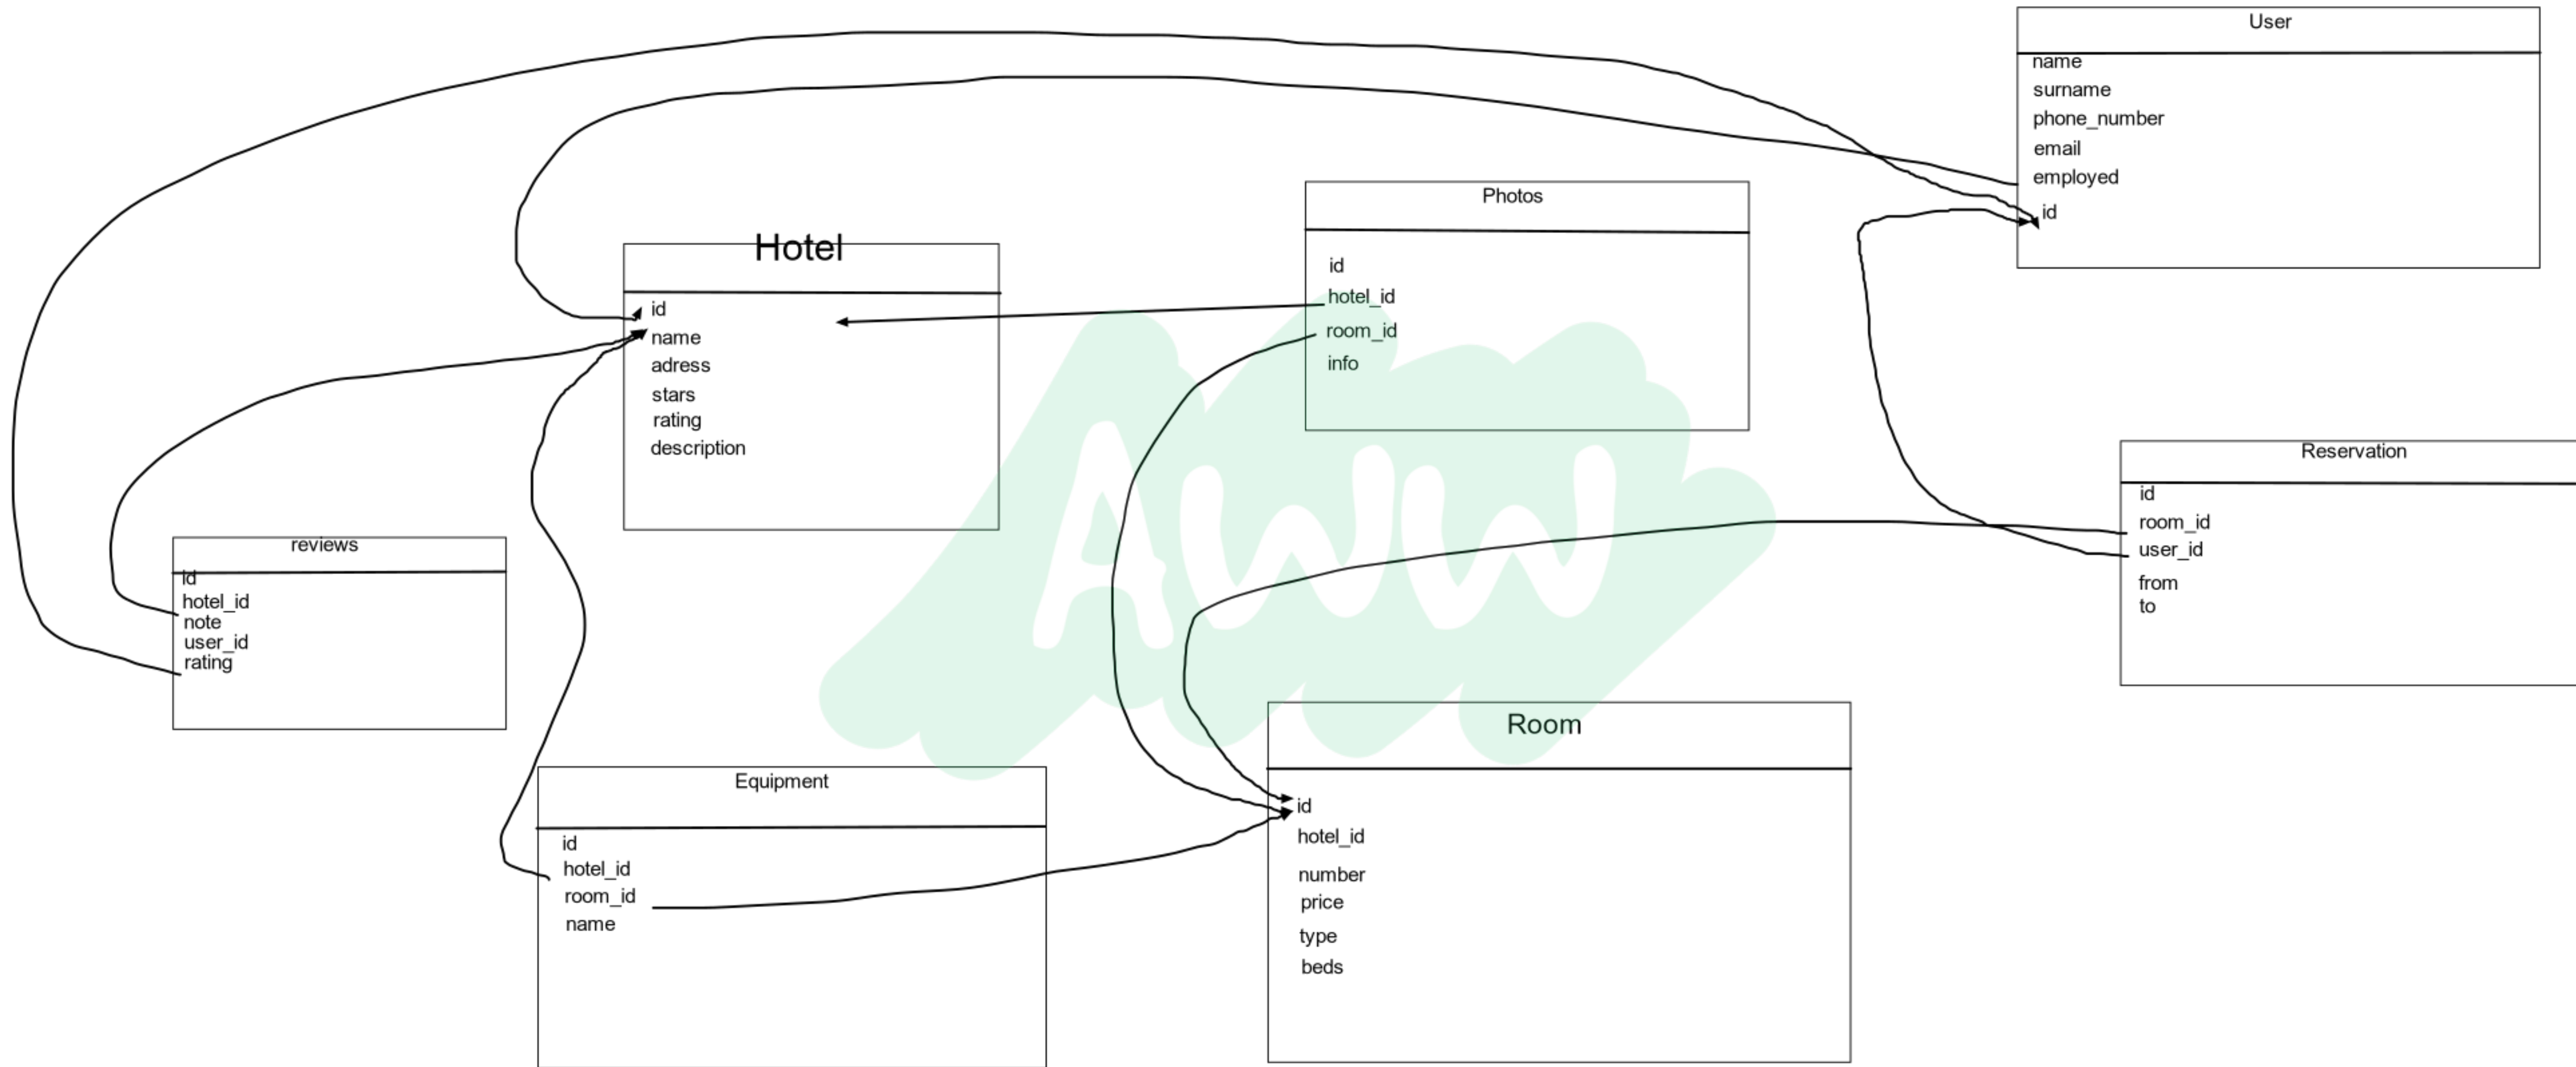 User
name
surname
phone_number
email
employed
id
Photos
id
hotel_id
room_id
info
Hotel
id
name
adress
stars
rating
description
Reservation
id
room_id
user_id
from
to
reviews
id
hotel_id
note
user_id
rating
Aww
Room
id
hotel_id
number
price
type
beds
Equipment
id
hotel_id
room_id
name